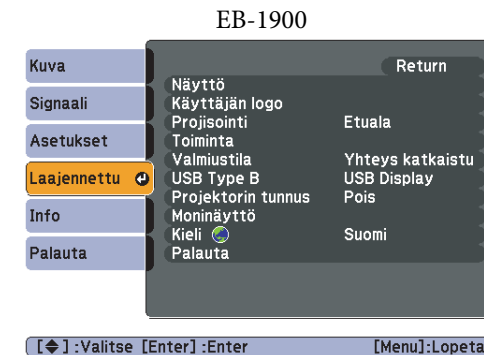 EB-1900
Kuva
Signaali
Asetukset
Laajennettu
Info
Palauta
Return
Näyttö
Käyttäjän logo
Projisointi Etuala
Toiminta
Valmiustila Yhteys katkaistu
USB Type B USB Display
Projektorin tunnus Pois
Moninäyttö
Kieli Suomi
Palauta
[◆] :Valitse [Enter] :Enter [Menu]:Lopeta